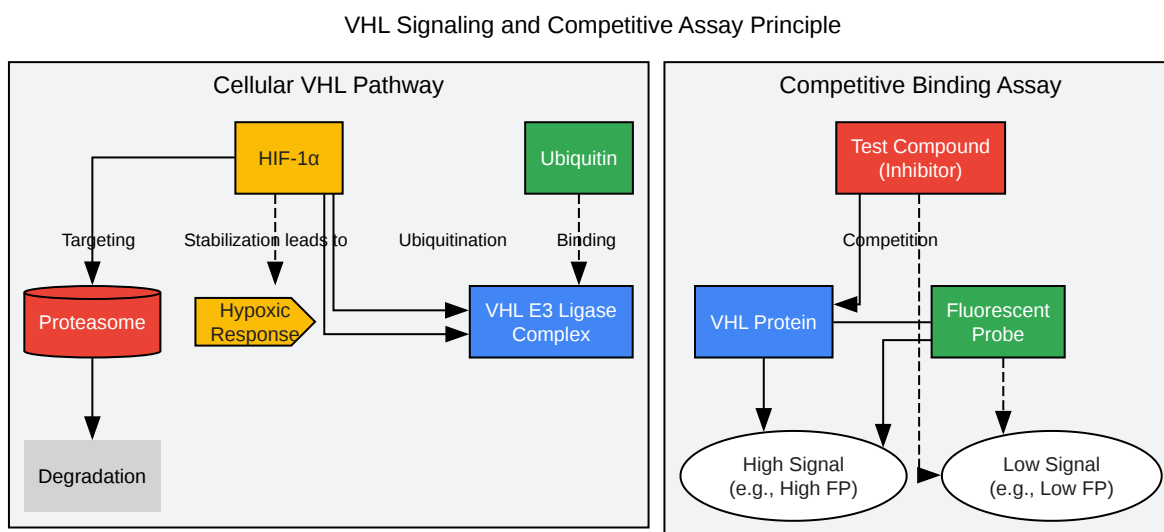 VHL Signaling and Competitive Assay Principle
Cellular VHL Pathway
HIF-1α
Ubiquitin
Targeting
Stabilization leads to
Ubiquitination
Binding
Proteasome
Hypoxic
Response
VHL E3 Ligase
Complex
Degradation
Competitive Binding Assay
Test Compound
(Inhibitor)
Competition
VHL Protein
Fluorescent
Probe
High Signal
(e.g., High FP)
Low Signal
(e.g., Low FP)